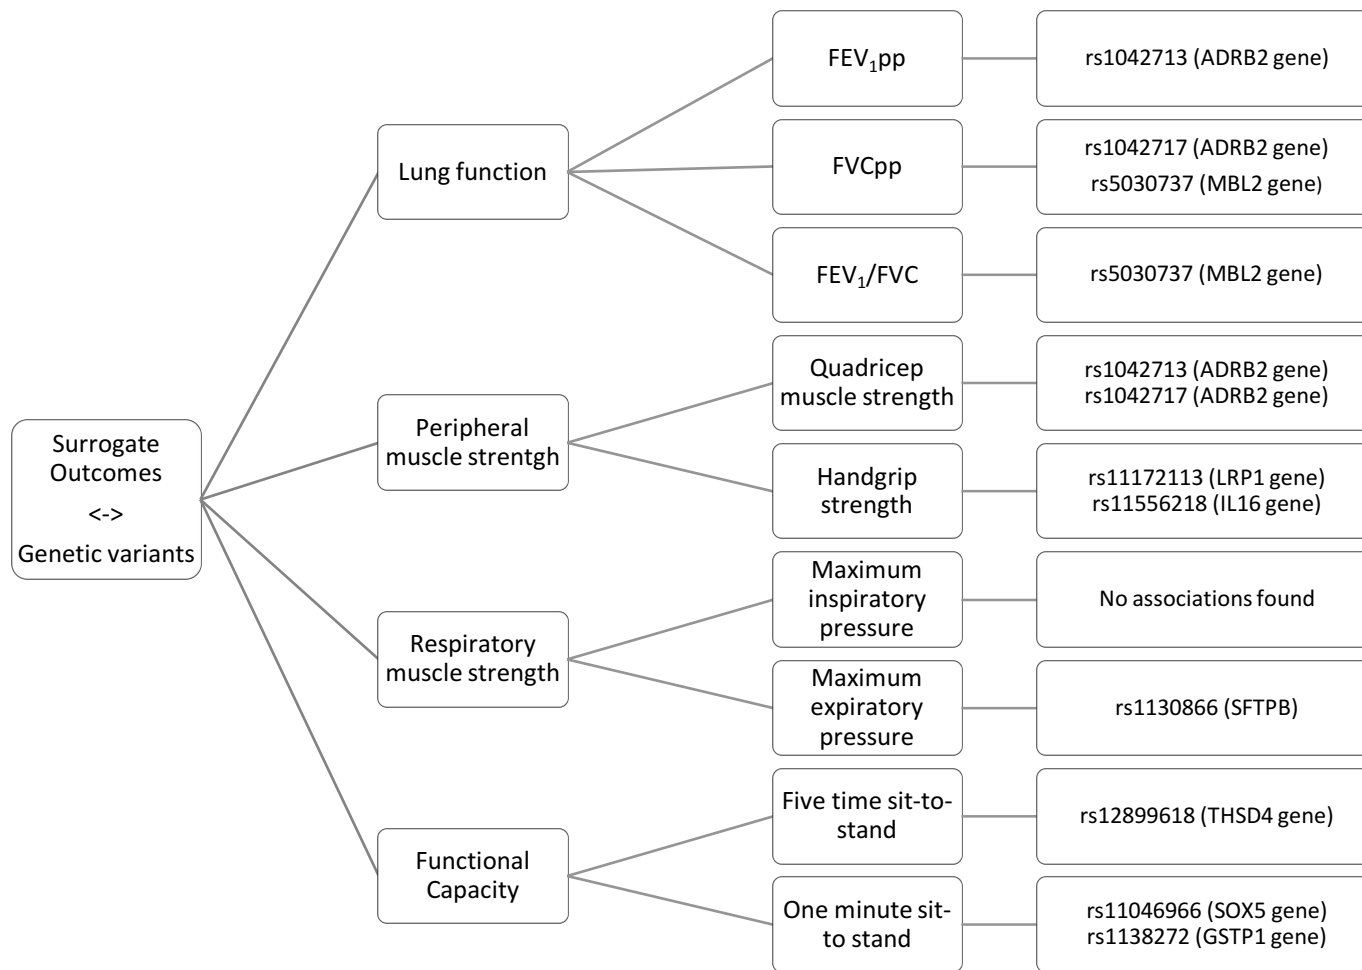 Surrogate
Outcomes
<->
Genetic variants
Lung function
FEV₁pp
rs1042713 (ADRB2 gene)
FVCpp
rs1042717 (ADRB2 gene)
rs5030737 (MBL2 gene)
FEV₁/FVC
rs5030737 (MBL2 gene)
Peripheral
muscle strentgh
Quadricep
muscle strength
rs1042713 (ADRB2 gene)
rs1042717 (ADRB2 gene)
Handgrip
strength
rs11172113 (LRP1 gene)
rs11556218 (IL16 gene)
Respiratory
muscle strength
Maximum
inspiratory
pressure
No associations found
Maximum
expiratory
pressure
rs1130866 (SFTPB)
Functional
Capacity
Five time sit-to-
stand
rs12899618 (THSD4 gene)
One minute sit-
to stand
rs11046966 (SOX5 gene)
rs1138272 (GSTP1 gene)